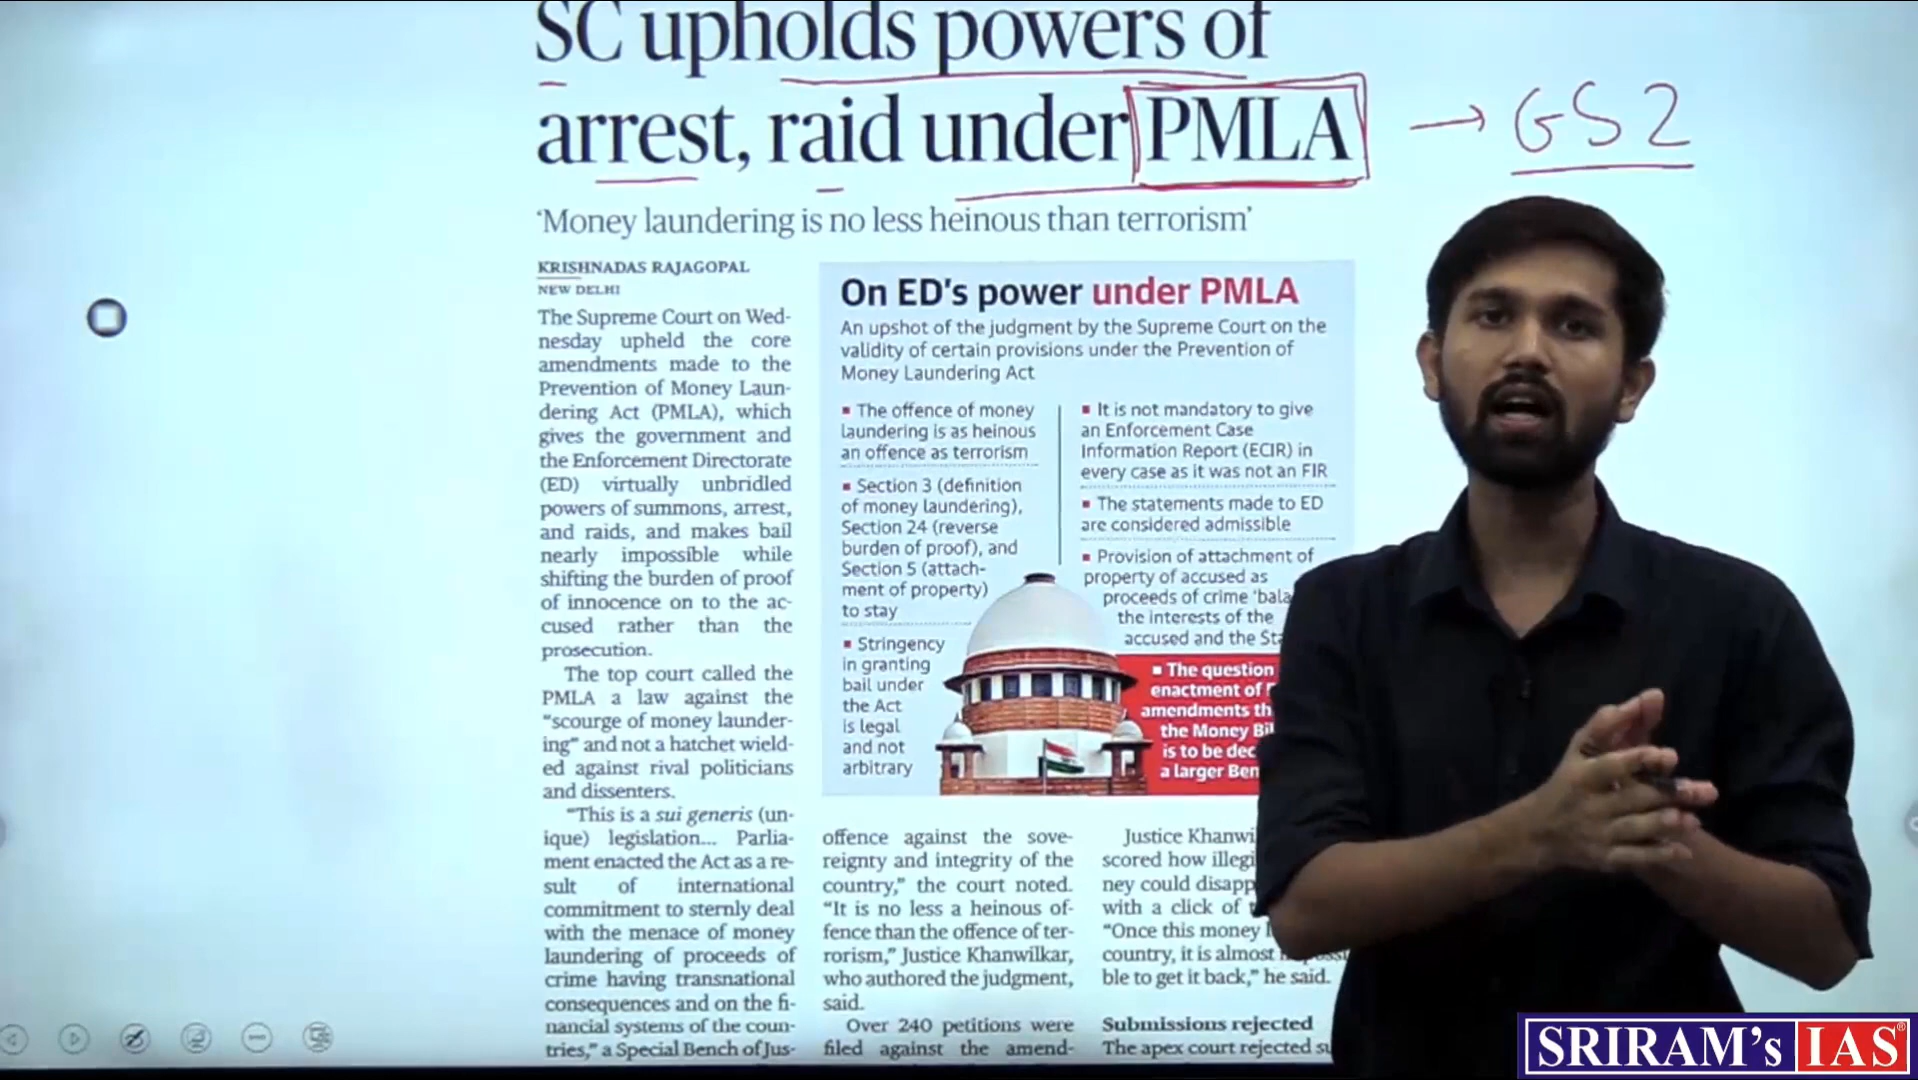 SC upholds powers of
arrest, raid under PMLA
→ GS2
‘Money laundering is no less heinous than terrorism’
KRISHNADAS RAJAGOPAL
NEW DELHI
The Supreme Court on Wed-
nesday upheld the core
amendments made to the
Prevention of Money Laun-
dering Act (PMLA), which
gives the government and
the Enforcement Directorate
(ED) virtually unbridled
powers of summons, arrest,
and raids, and makes bail
nearly impossible while
shifting the burden of proof
of innocence on to the ac-
cused rather than the
prosecution.
The top court called the
PMLA a law against the
“scourge of money launder-
ing” and not a hatchet wield-
ed against rival politicians
and dissenters.
“This is a sui generis (un-
ique) legislation... Parlia-
ment enacted the Act as a re-
sult of international
commitment to sternly deal
with the menace of money
laundering of proceeds of
crime having transnational
consequences and on the fi-
nancial systems of the coun-
tries,” a Special Bench of Jus-
On ED’s power under PMLA
An upshot of the judgment by the Supreme Court on the
validity of certain provisions under the Prevention of
Money Laundering Act
■ The offence of money
laundering is as heinous
an offence as terrorism
■ Section 3 (definition
of money laundering),
Section 24 (reverse
burden of proof), and
Section 5 (attach-
ment of property)
to stay
■ Stringency
in granting
bail under
the Act
is legal
and not
arbitrary
■ It is not mandatory to give
an Enforcement Case
Information Report (ECIR) in
every case as it was not an FIR
■ The statements made to ED
are considered admissible
■ Provision of attachment of
property of accused as
proceeds of crime ‘bala
the interests of the
accused and the Sta
■ The question
enactment of
amendments th
the Money Bil
is to be dec
a larger Ben
offence against the sove-
reignty and integrity of the
country,” the court noted.
“It is no less a heinous of-
fence than the offence of ter-
rorism,” Justice Khanwilkar,
who authored the judgment,
said.
Over 240 petitions were
filed against the amend-
Justice Khanwi
scored how illegi
ney could disapp
with a click of
“Once this money
country, it is almost
ble to get it back,” he said.
Submissions rejected
The apex court rejected su
SRIRAM’s IAS®